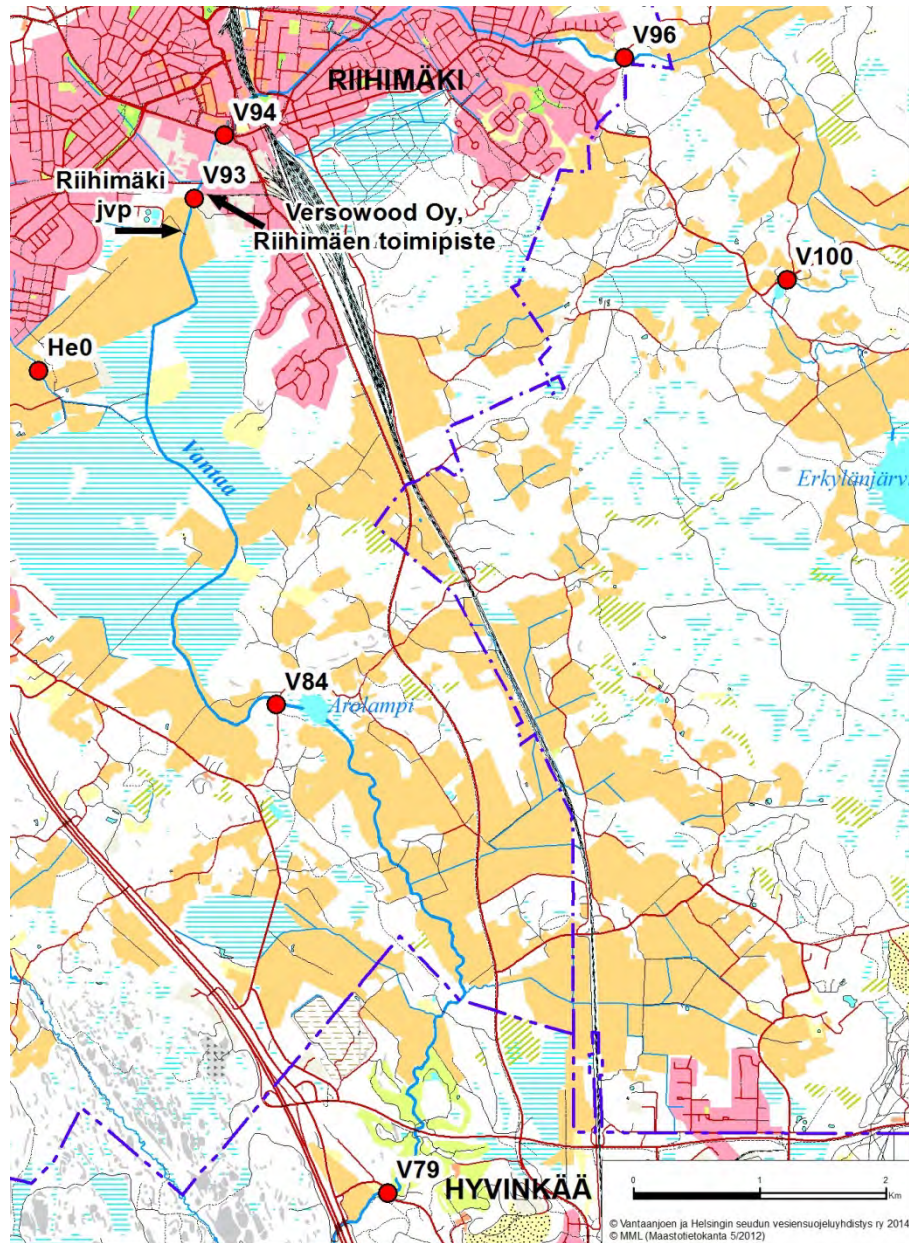 V96
RIIHIMÄKI
V94
Riihimäki
jvp
V93
Versowood Oy,
Riihimäen toimipiste
V100
He0
Vantaa
Erkylänjärvi
V84
Arolampi
V79
HYVINKÄÄ
0 1 2
Km
© Vantaanjoen ja Helsingin seudun vesiensuojeluyhdistys ry 2014
© MML (Maastotietokanta 5/2012)